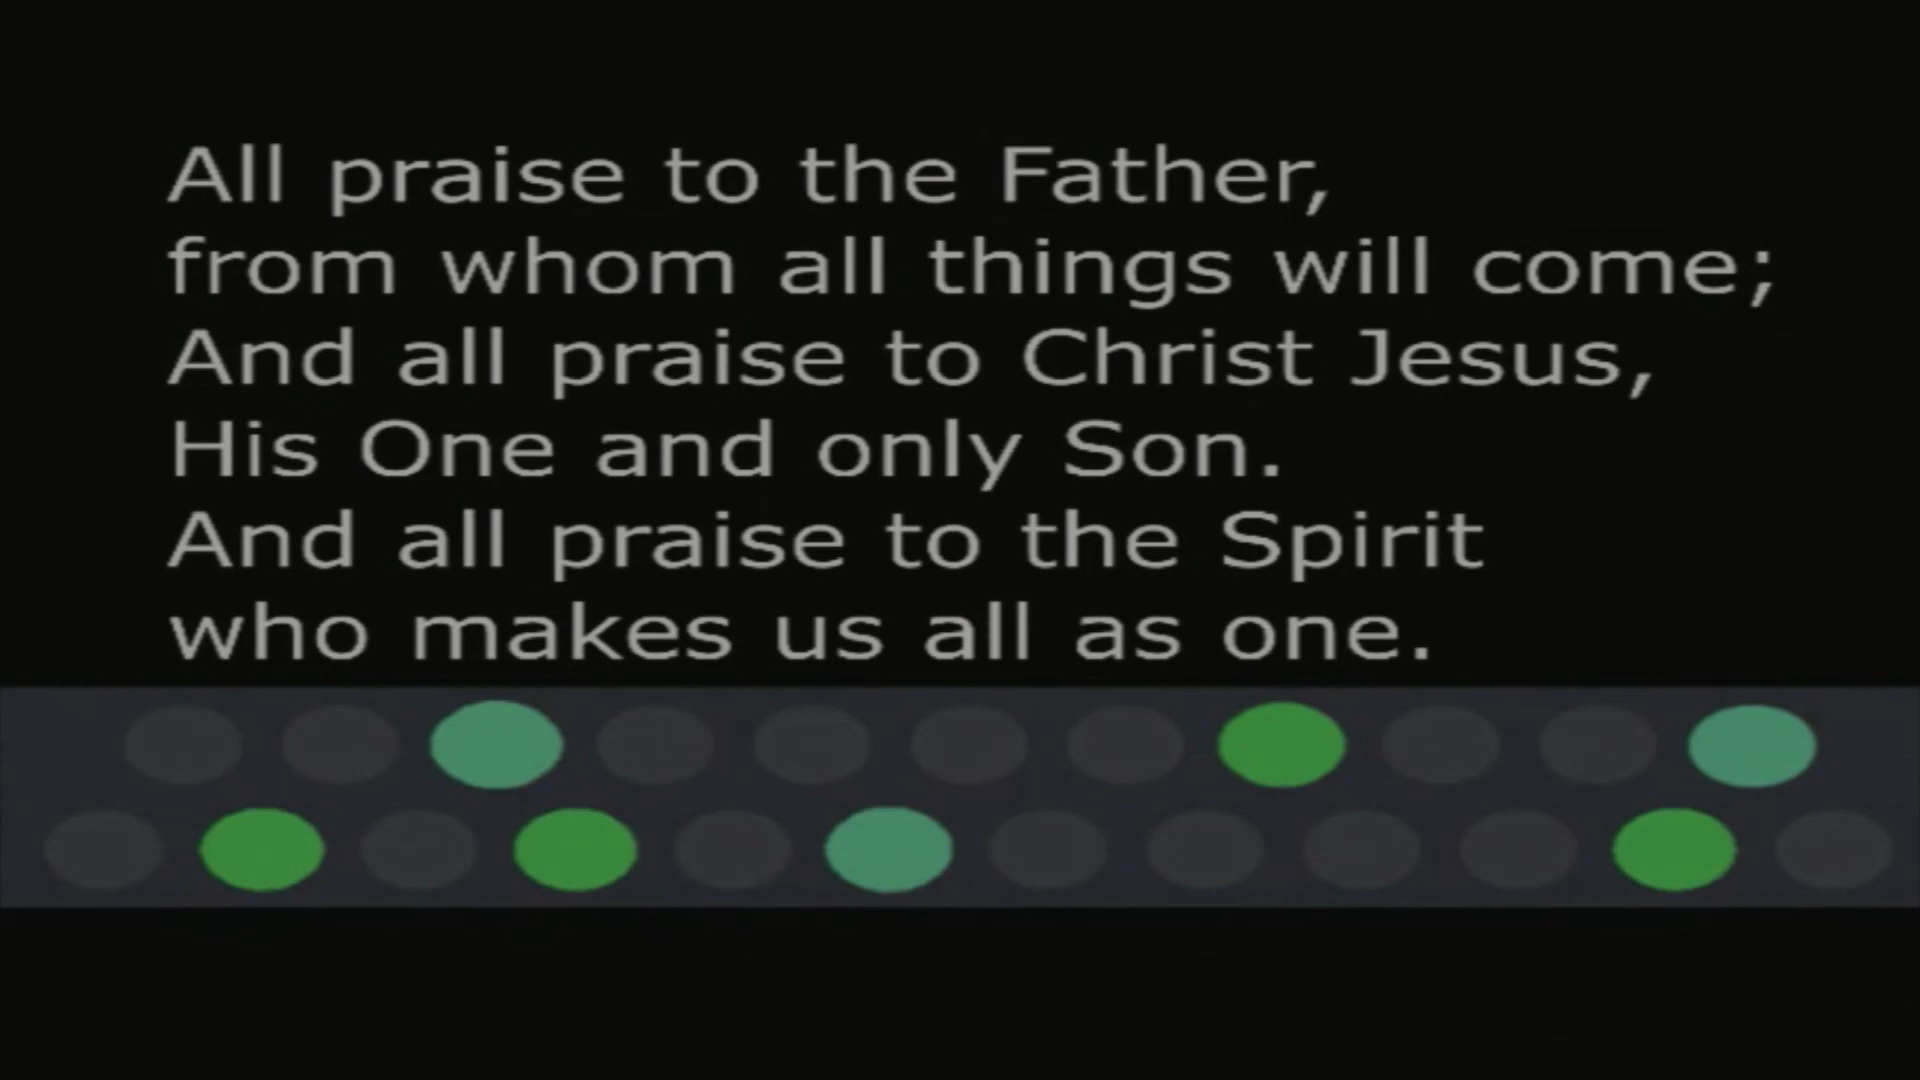 All praise to the Father,
from whom all things will come;
And all praise to Christ Jesus,
His One and only Son.
And all praise to the Spirit
who makes us all as one.